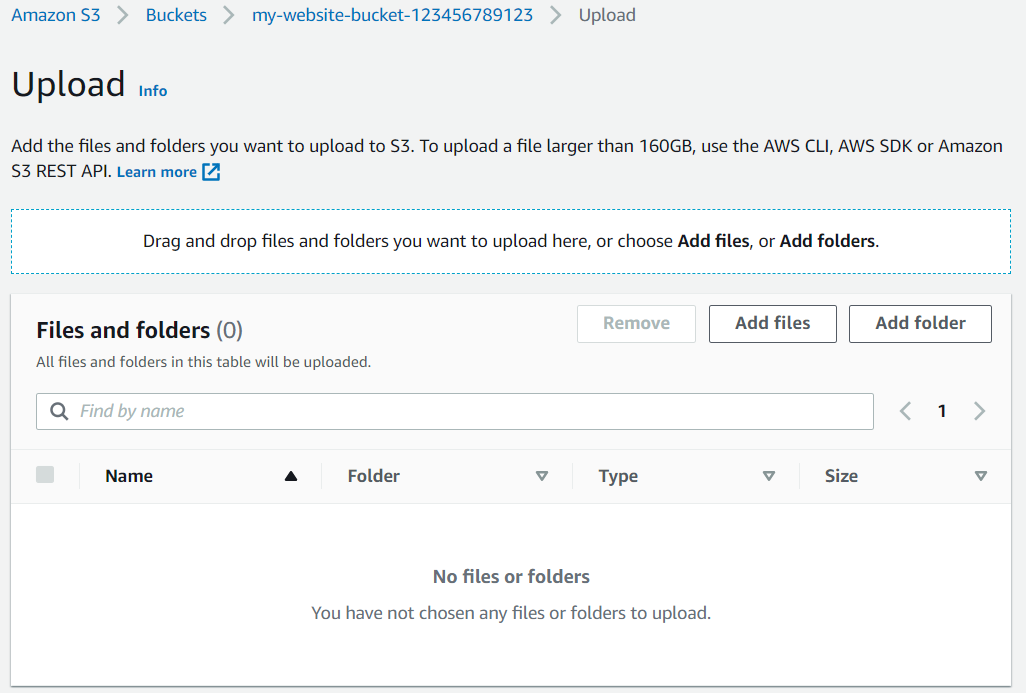 Amazon S3 Buckets my-website-bucket-123456789123 Upload
Upload Info
Add the files and folders you want to upload to S3. To upload a file larger than 160GB, use the AWS CLI, AWS SDK or Amazon
S3 REST API. Learn more
Drag and drop files and folders you want to upload here, or choose Add files, or Add folders.
Files and folders (0) Remove Add files Add folder
All files and folders in this table will be uploaded.
Find by name 1
Name Folder Type Size
No files or folders
You have not chosen any files or folders to upload.